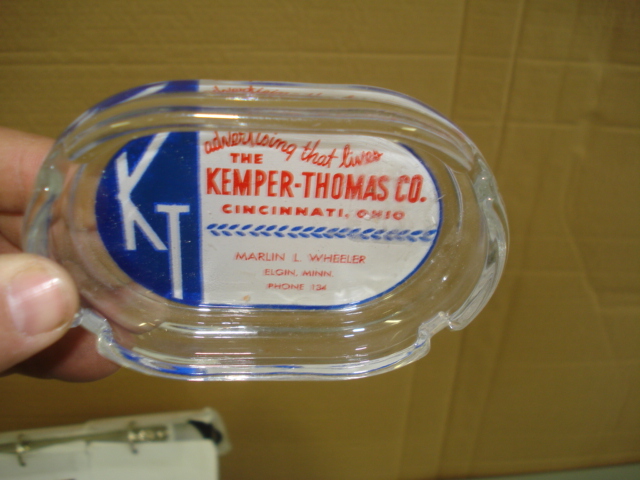 KT
advertising that lives
THE
KEMPER-THOMAS CO.
CINCINNATI, OHIO
MARLIN L. WHEELER
ELGIN, MINN.
PHONE 134